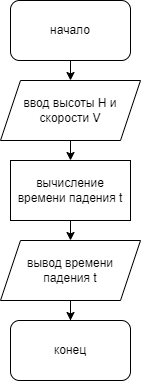 начало
ввод высоты H и
скорости V
вычисление
времени падения t
вывод времени
падения t
конец